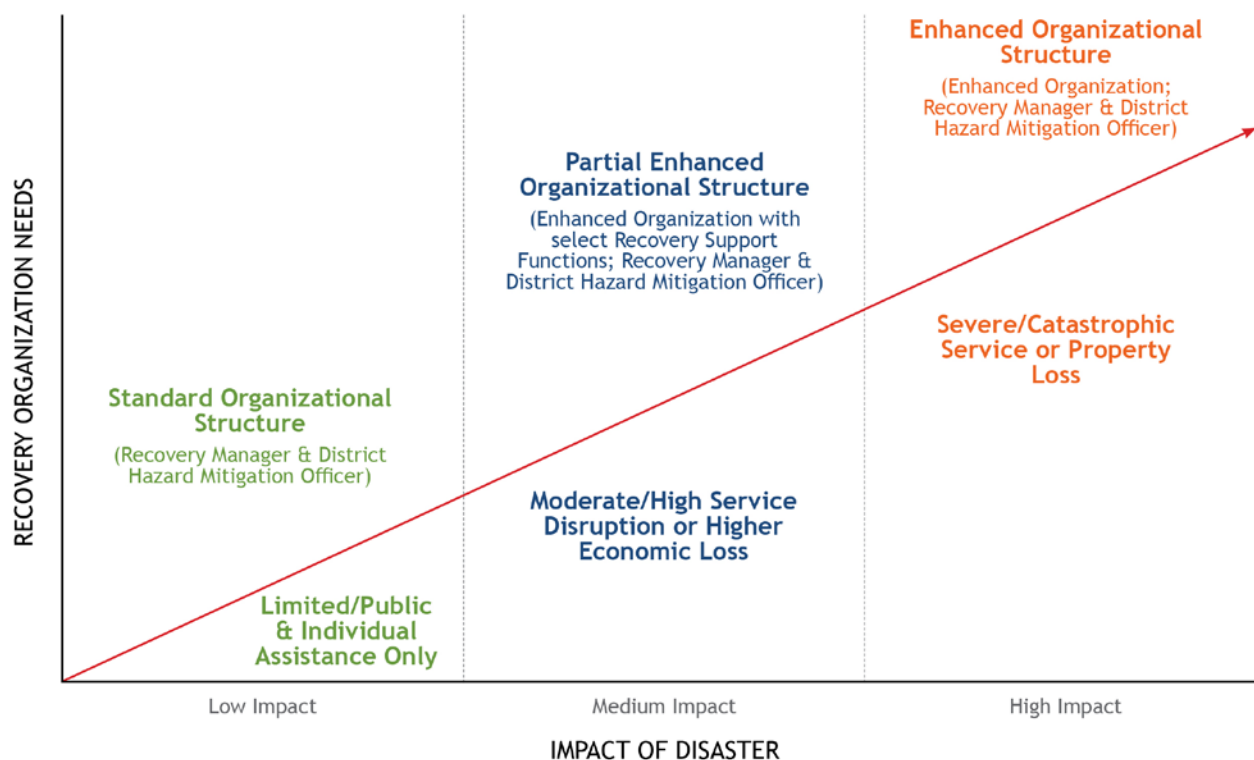 RECOVERY ORGANIZATION NEEDS
Standard Organizational
Structure
(Recovery Manager & District
Hazard Mitigation Officer)
Limited/Public
& Individual
Assistance Only
Partial Enhanced
Organizational Structure
(Enhanced Organization with
select Recovery Support
Functions; Recovery Manager &
District Hazard Mitigation Officer)
Moderate/High Service
Disruption or Higher
Economic Loss
Enhanced Organizational
Structure
(Enhanced Organization;
Recovery Manager & District
Hazard Mitigation Officer)
Severe/Catastrophic
Service or Property
Loss
Low Impact
Medium Impact
High Impact
IMPACT OF DISASTER